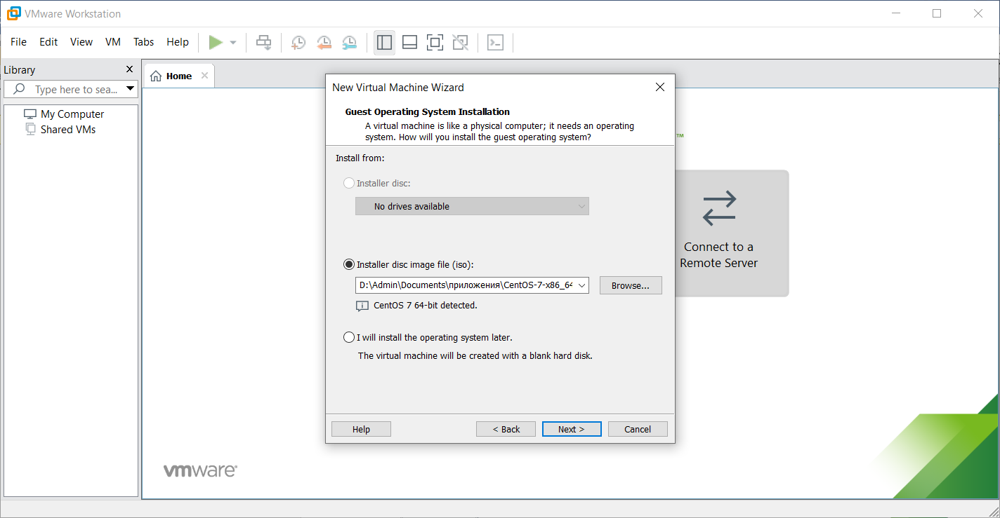 VMware Workstation
File Edit View VM Tabs Help
Library
Type here to sea...
My Computer
Shared VMs
Home
New Virtual Machine Wizard
Guest Operating System Installation
A virtual machine is like a physical computer; it needs an operating
system. How will you install the guest operating system?
™
Install from:
Installer disc:
No drives available
Installer disc image file (iso):
D:\Admin\Documents\приложения\CentOS-7-x86_64
Browse...
CentOS 7 64-bit detected.
I will install the operating system later.
The virtual machine will be created with a blank hard disk.
Help < Back Next > Cancel
Connect to a
Remote Server
vmware®